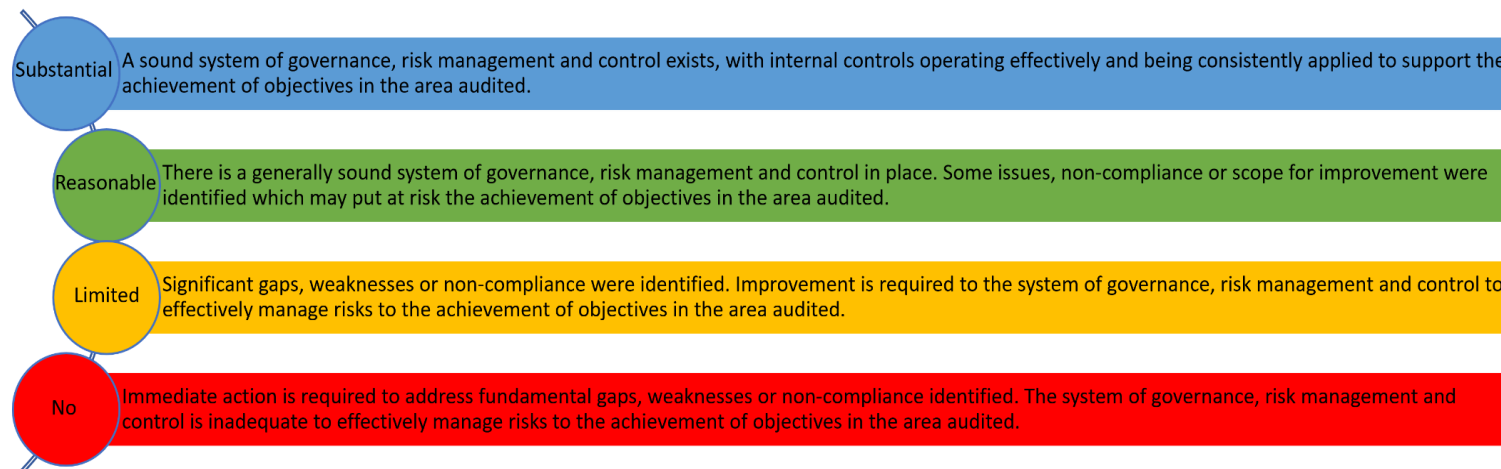 Substantial
A sound system of governance, risk management and control exists, with internal controls operating effectively and being consistently applied to support the
achievement of objectives in the area audited.
Reasonable
There is a generally sound system of governance, risk management and control in place. Some issues, non-compliance or scope for improvement were
identified which may put at risk the achievement of objectives in the area audited.
Limited
Significant gaps, weaknesses or non-compliance were identified. Improvement is required to the system of governance, risk management and control to
effectively manage risks to the achievement of objectives in the area audited.
No
Immediate action is required to address fundamental gaps, weaknesses or non-compliance identified. The system of governance, risk management and
control is inadequate to effectively manage risks to the achievement of objectives in the area audited.